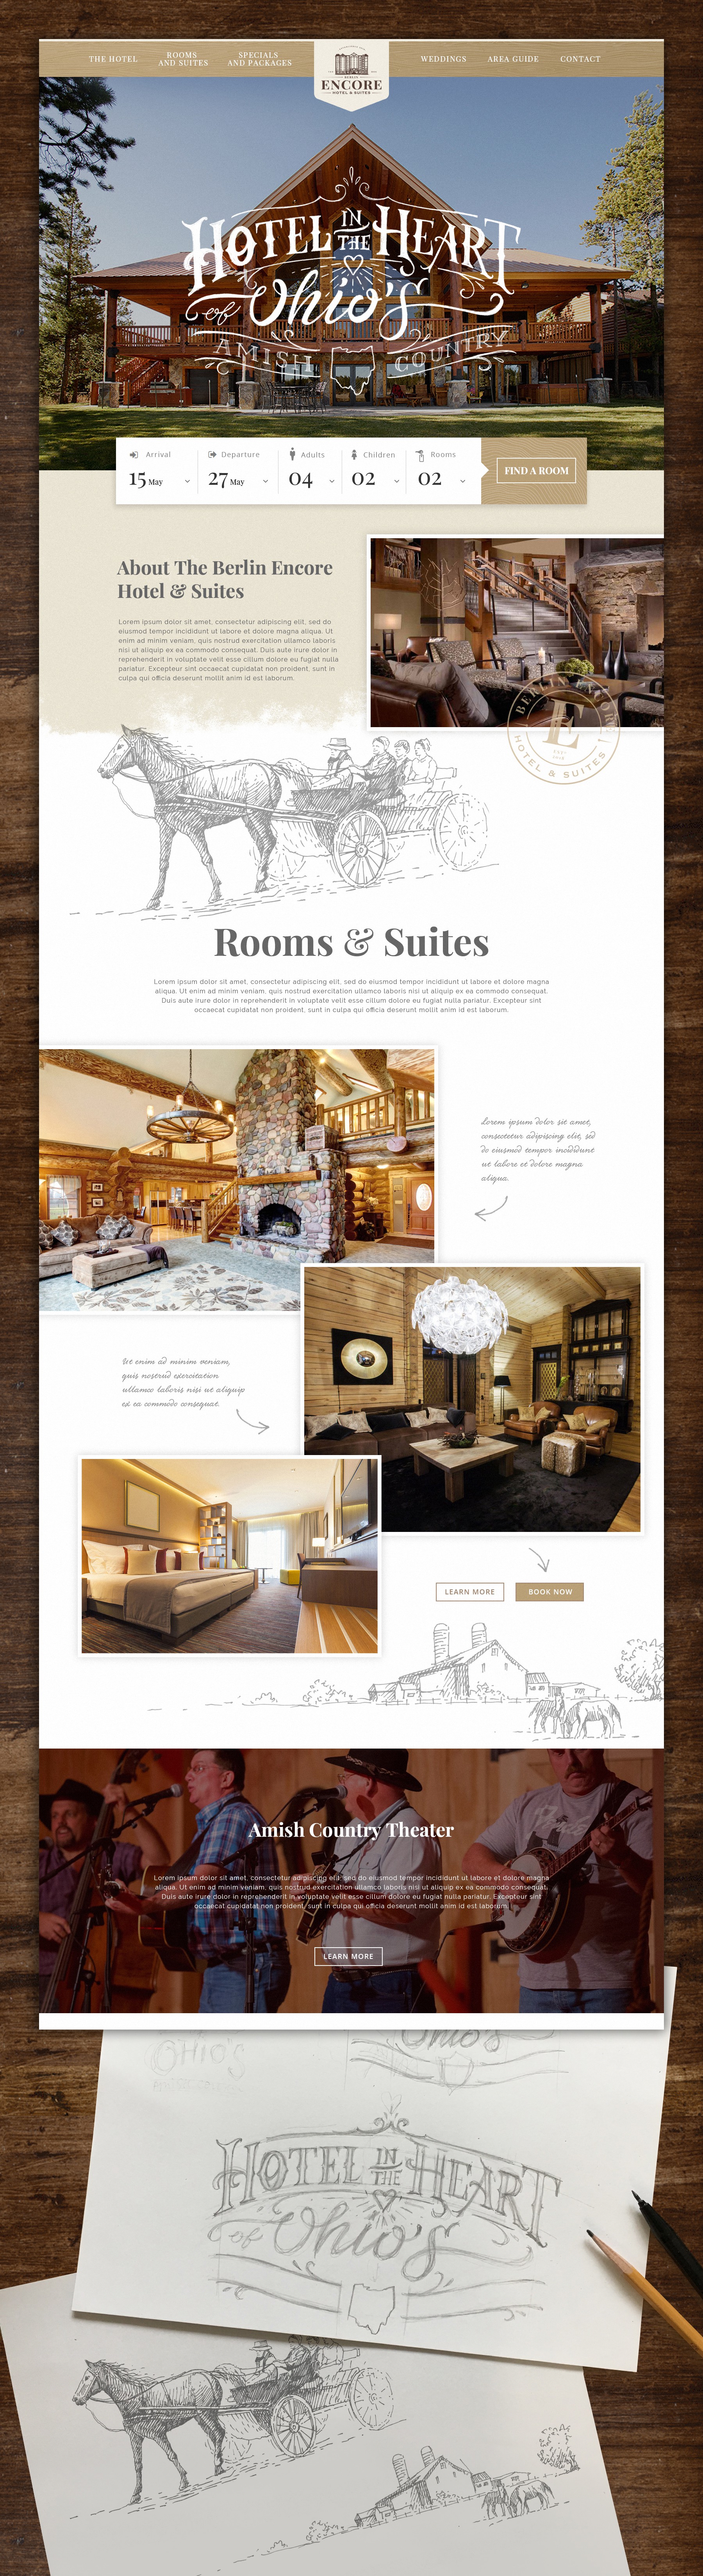 THE HOTEL
ROOMS
AND SUITES
SPECIALS
AND PACKAGES
BERLIN
ENCORE
HOTEL & SUITES
WEDDINGS
AREA GUIDE
CONTACT
HOTEL IN THE HEART
of Ohio's
AMISH COUNTRY
Arrival
Departure
Adults
Children
Rooms
15 May
27 May
04
02
02
FIND A ROOM
About The Berlin Encore
Hotel & Suites
Lorem ipsum dolor sit amet, consectetur adipiscing elit, sed do
eiusmod tempor incididunt ut labore et dolore magna aliqua. Ut
enim ad minim veniam, quis nostrud exercitation ullamco laboris
nisi ut aliquip ex ea commodo consequat. Duis aute irure dolor in
reprehenderit in voluptate velit esse cillum dolore eu fugiat nulla
pariatur. Excepteur sint occaecat cupidatat non proident, sunt in
culpa qui officia deserunt mollit anim id est laborum.
BERLIN ENCORE
E
EST
HOTEL & SUITES
Rooms & Suites
Lorem ipsum dolor sit amet, consectetur adipiscing elit, sed do eiusmod tempor incididunt ut labore et dolore magna
aliqua. Ut enim ad minim veniam, quis nostrud exercitation ullamco laboris nisi ut aliquip ex ea commodo consequat.
Duis aute irure dolor in reprehenderit in voluptate velit esse cillum dolore eu fugiat nulla pariatur. Excepteur sint
occaecat cupidatat non proident, sunt in culpa qui officia deserunt mollit anim id est laborum.
Lorem ipsum dolor sit amet,
consectetur adipiscing elit, sed
do eiusmod tempor incididunt
ut labore et dolore magna
aliqua.
Ut enim ad minim veniam,
quis nostrud exercitation
ullamco laboris nisi ut aliquip
ex ea commodo consequat.
LEARN MORE
BOOK NOW
Amish Country Theater
Lorem ipsum dolor sit amet, consectetur adipiscing elit, sed do eiusmod tempor incididunt ut labore et dolore magna
aliqua. Ut enim ad minim veniam, quis nostrud exercitation ullamco laboris nisi ut aliquip ex ea commodo consequat.
Duis aute irure dolor in reprehenderit in voluptate velit esse cillum dolore eu fugiat nulla pariatur. Excepteur sint
occaecat cupidatat non proident, sunt in culpa qui officia deserunt mollit anim id est laborum.
LEARN MORE
OHIO'S
Ohio's
HOTEL IN THE HEART
of Ohio's